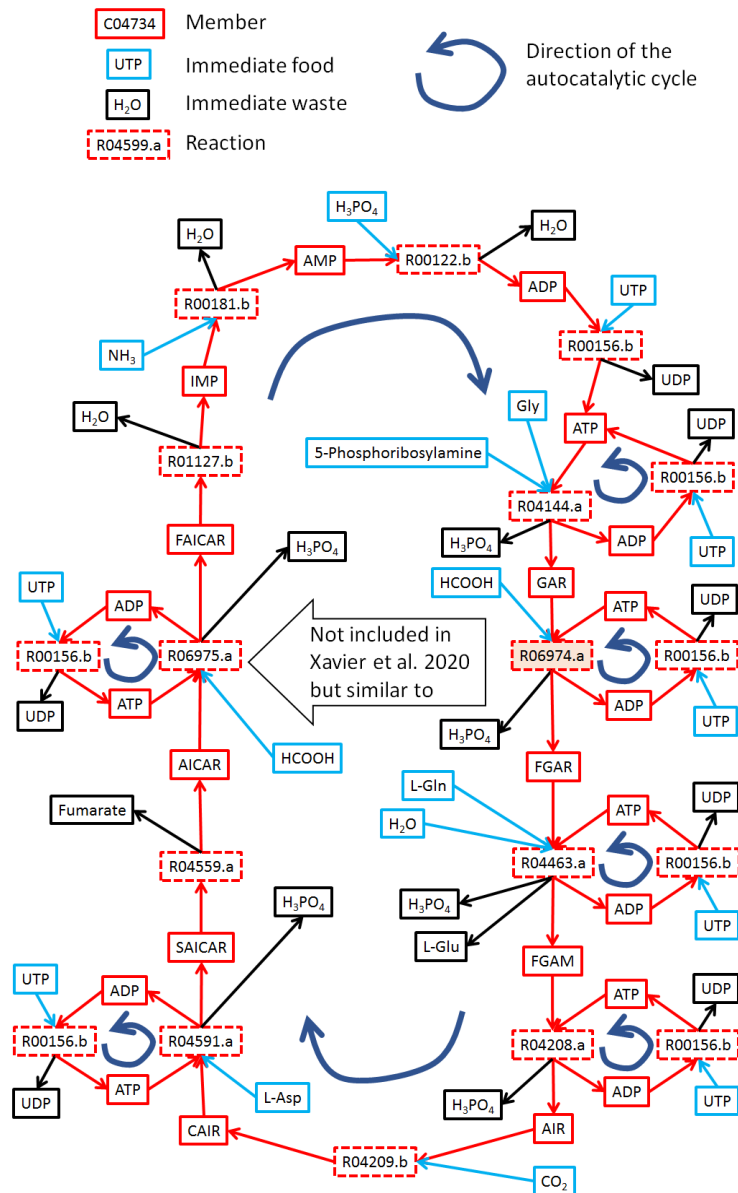 C04734
Member
UTP
Immediate food
H₂O
Immediate waste
R04599.a
Reaction
Direction of the
autocatalytic cycle
H₃PO₄
H₂O
H₂O
AMP
R00122.b
R00181.b
ADP
UTP
NH₃
R00156.b
IMP
UDP
H₂O
Gly
ATP
UDP
5-Phosphoribosylamine
R01127.b
R00156.b
R04144.a
FAICAR
H₃PO₄
ADP
UTP
H₃PO₄
UTP
HCOOH
GAR
ATP
UDP
ADP
Not included in
Xavier et al. 2020
but similar to
R00156.b
R06975.a
R06974.a
R00156.b
UDP
ATP
ADP
UTP
H₃PO₄
AICAR
HCOOH
FGAR
L-Gln
UDP
Fumarate
H₂O
ATP
R04559.a
R04463.a
R00156.b
H₃PO₄
H₃PO₄
ADP
UTP
SAICAR
L-Glu
UTP
ADP
FGAM
ATP
UDP
R00156.b
R04591.a
R04208.a
R00156.b
UDP
ATP
L-Asp
H₃PO₄
ADP
UTP
CAIR
AIR
R04209.b
CO₂